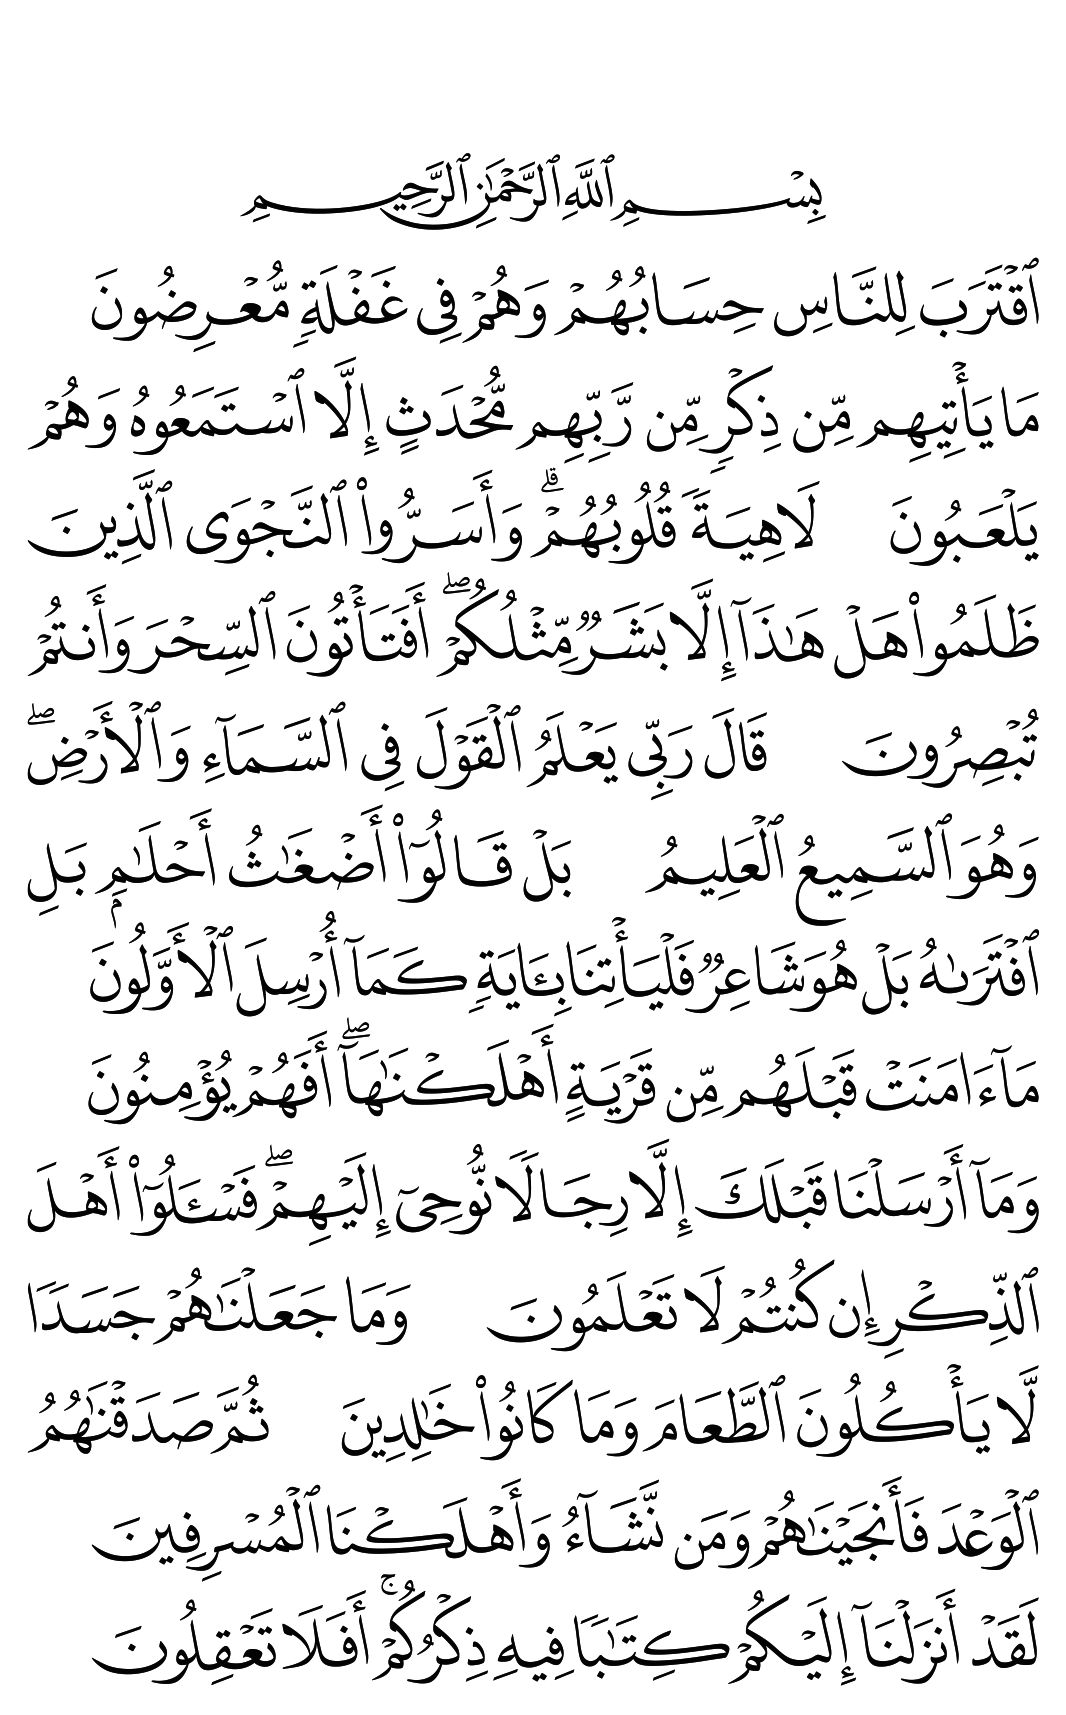 بِسْمِ ٱللَّهِ ٱلرَّحْمَٰنِ ٱلرَّحِيمِ
ٱقْتَرَبَ لِلنَّاسِ حِسَابُهُمْ وَهُمْ فِى غَفْلَةٍ مُّعْرِضُونَ
مَا يَأْتِيهِم مِّن ذِكْرٍ مِّن رَّبِّهِم مُّحْدَثٍ إِلَّا ٱسْتَمَعُوهُ وَهُمْ
يَلْعَبُونَ لَاهِيَةً قُلُوبُهُمْ ۗ وَأَسَرُّوا۟ ٱلنَّجْوَى ٱلَّذِينَ
ظَلَمُوا۟ هَلْ هَٰذَآ إِلَّا بَشَرٌ مِّثْلُكُمْ ۖ أَفَتَأْتُونَ ٱلسِّحْرَ وَأَنتُمْ
تُبْصِرُونَ قَالَ رَبِّى يَعْلَمُ ٱلْقَوْلَ فِى ٱلسَّمَآءِ وَٱلْأَرْضِ ۖ
وَهُوَ ٱلسَّمِيعُ ٱلْعَلِيمُ بَلْ قَالُوٓا۟ أَضْغَٰثُ أَحْلَٰمٍۭ بَلِ
ٱفْتَرَىٰهُ بَلْ هُوَ شَاعِرٌ فَلْيَأْتِنَا بِـَٔايَةٍ كَمَآ أُرْسِلَ ٱلْأَوَّلُونَ
مَآ ءَامَنَتْ قَبْلَهُم مِّن قَرْيَةٍ أَهْلَكْنَٰهَآ ۖ أَفَهُمْ يُؤْمِنُونَ
وَمَآ أَرْسَلْنَا قَبْلَكَ إِلَّا رِجَالًا نُّوحِىٓ إِلَيْهِمْ ۖ فَسْـَٔلُوٓا۟ أَهْلَ
ٱلذِّكْرِ إِن كُنتُمْ لَا تَعْلَمُونَ وَمَا جَعَلْنَٰهُمْ جَسَدًا
لَّا يَأْكُلُونَ ٱلطَّعَامَ وَمَا كَانُوا۟ خَٰلِدِينَ ثُمَّ صَدَقْنَٰهُمُ
ٱلْوَعْدَ فَأَنجَيْنَٰهُمْ وَمَن نَّشَآءُ وَأَهْلَكْنَا ٱلْمُسْرِفِينَ
لَقَدْ أَنزَلْنَآ إِلَيْكُمْ كِتَٰبًا فِيهِ ذِكْرُكُمْ ۚ أَفَلَا تَعْقِلُونَ